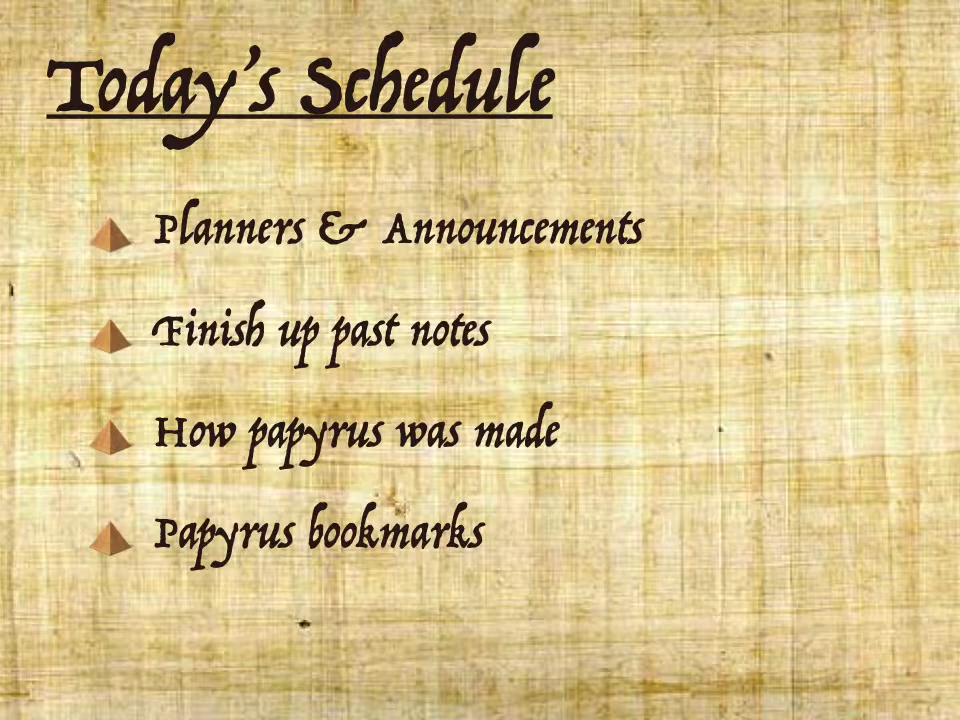 Today's Schedule
Planners & Announcements
Finish up past notes
How papyrus was made
Papyrus bookmarks